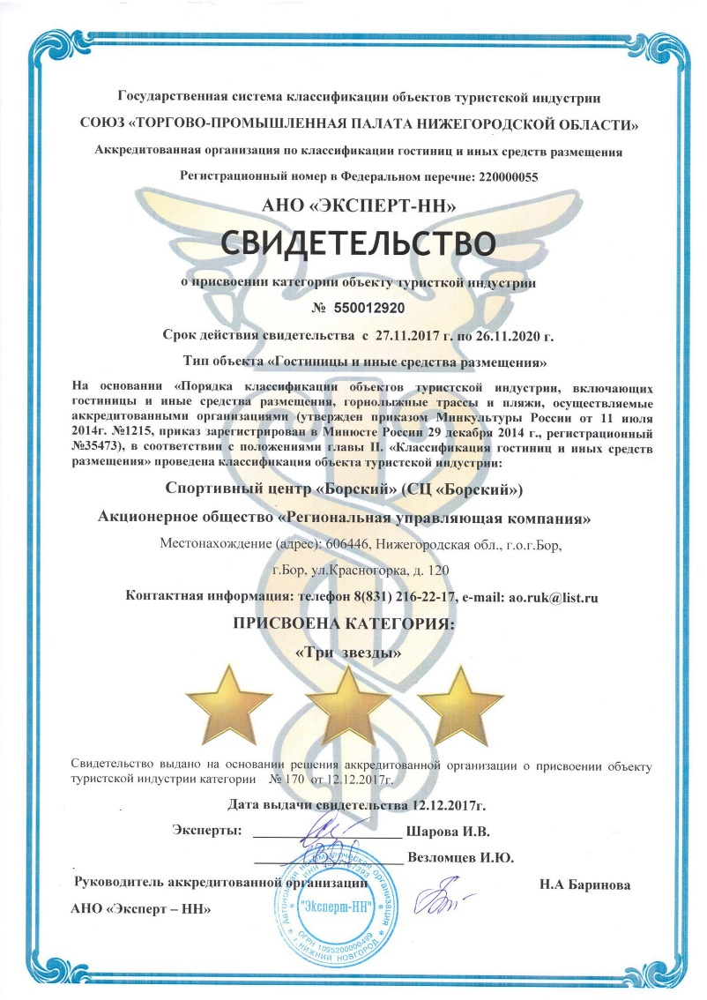 Государственная система классификации объектов туристской индустрии
СОЮЗ «ТОРГОВО-ПРОМЫШЛЕННАЯ ПАЛАТА НИЖЕГОРОДСКОЙ ОБЛАСТИ»
Аккредитованная организация по классификации гостиниц и иных средств размещения
Регистрационный номер в Федеральном перечне: 220000055
АНО «ЭКСПЕРТ-НН»
СВИДЕТЕЛЬСТВО
о присвоении категории объекту туристкой индустрии
№ 550012920
Срок действия свидетельства с 27.11.2017 г. по 26.11.2020 г.
Тип объекта «Гостиницы и иные средства размещения»
На основании «Порядка классификации объектов туристской индустрии, включающих
гостиницы и иные средства размещения, горнолыжные трассы и пляжи, осуществляемые
аккредитованными организациями (утвержден приказом Минкультуры России от 11 июля
2014г. №1215, приказ зарегистрирован в Минюсте России 29 декабря 2014 г., регистрационный
№35473), в соответствии с положениями главы II. «Классификация гостиниц и иных средств
размещения» проведена классификация объекта туристской индустрии:
Спортивный центр «Борский» (СЦ «Борский»)
Акционерное общество «Региональная управляющая компания»
Местонахождение (адрес): 606446, Нижегородская обл., г.о.г.Бор,
г.Бор, ул.Красногорка, д. 120
Контактная информация: телефон 8(831) 216-22-17, e-mail: ao.ruk@list.ru
ПРИСВОЕНА КАТЕГОРИЯ:
«Три звезды»
Свидетельство выдано на основании решения аккредитованной организации о присвоении объекту
туристской индустрии категории № 170 от 12.12.2017г.
Дата выдачи свидетельства 12.12.2017г.
Эксперты: Шарова И.В.
Везломцев И.Ю.
Руководитель аккредитованной организации Н.А Баринова
АНО «Эксперт – НН»
Автономная некоммерческая организация
ИНН
"Эксперт-НН"
ОГРН 1095200000499
г.НИЖНИЙ НОВГОРОД